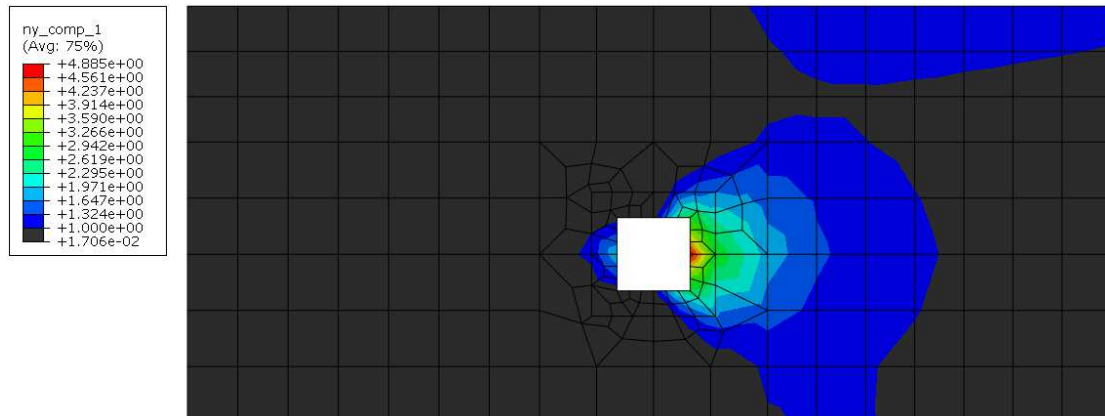 ny_comp_1
(Avg: 75%)
+4.885e+00
+4.561e+00
+4.237e+00
+3.914e+00
+3.590e+00
+3.266e+00
+2.942e+00
+2.619e+00
+2.295e+00
+1.971e+00
+1.647e+00
+1.324e+00
+1.000e+00
+1.706e-02